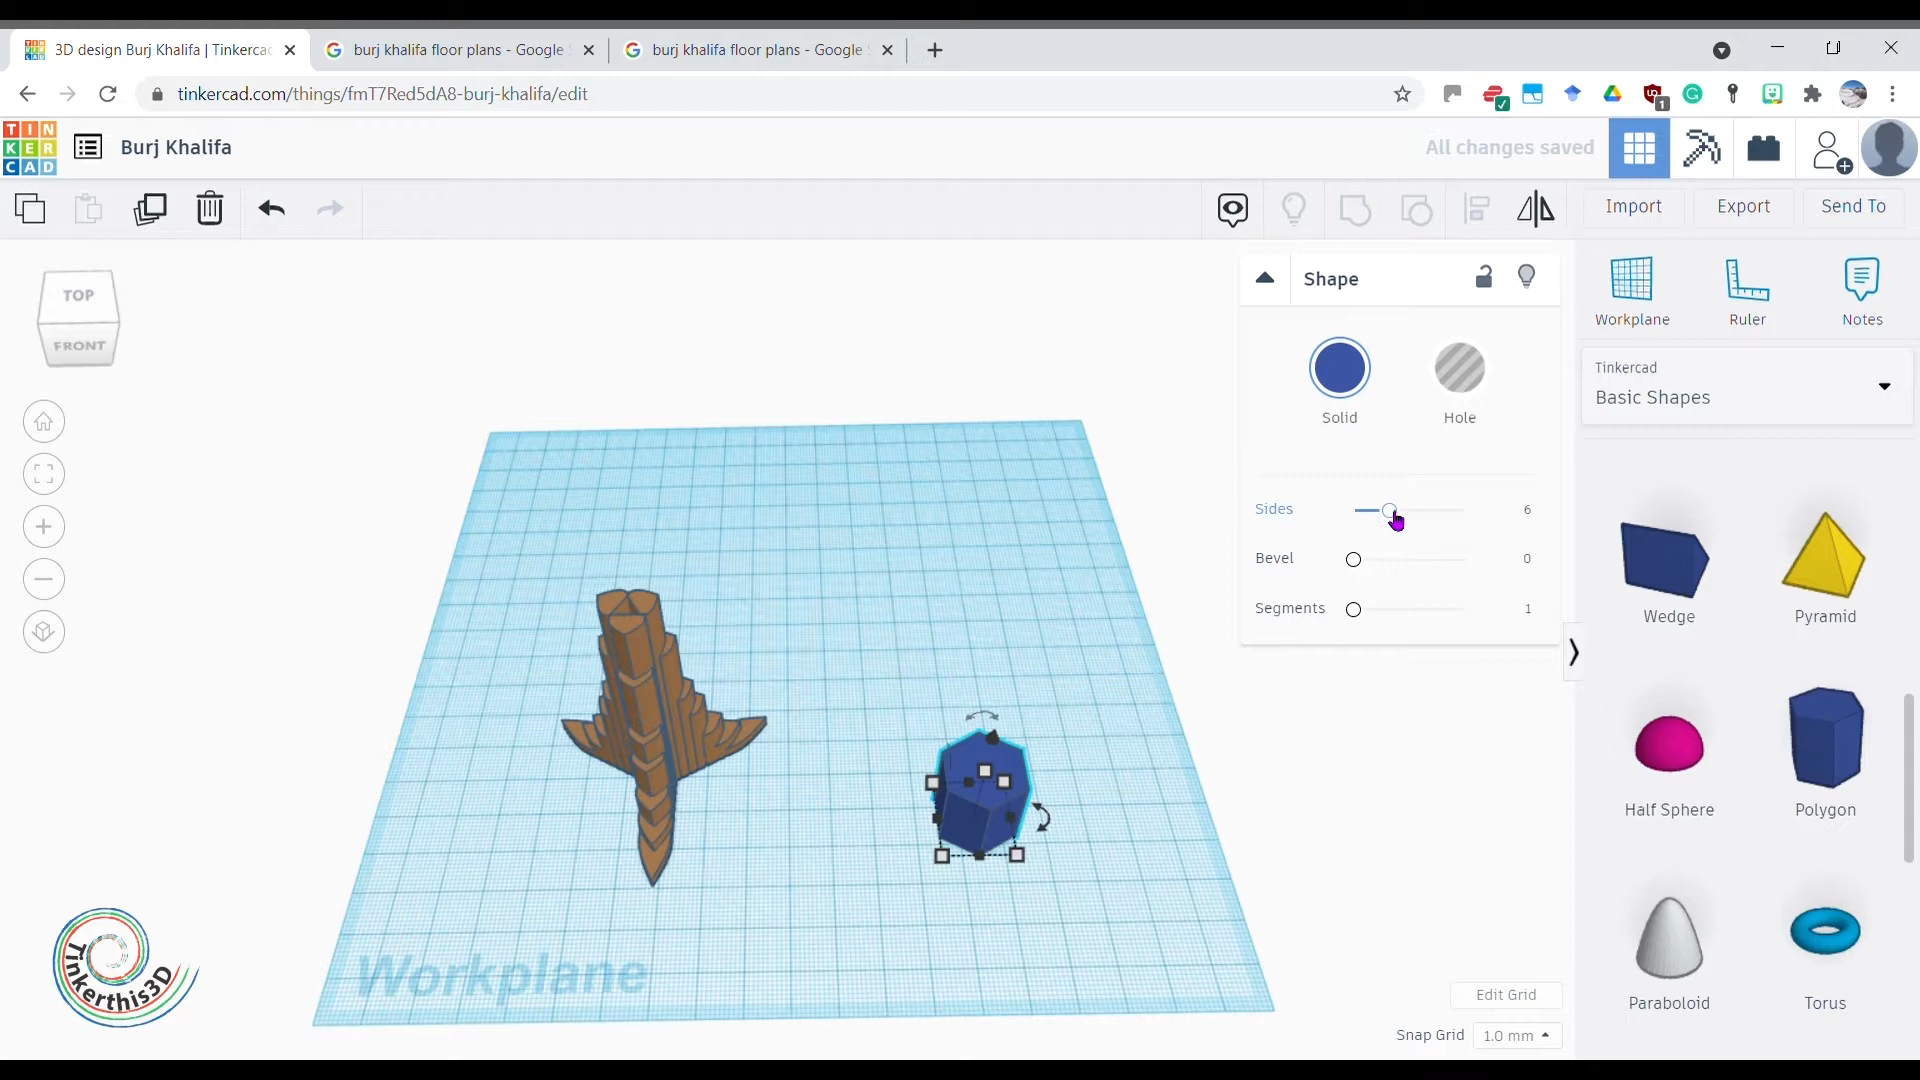 3D design Burj Khalifa | Tinkerca
burj khalifa floor plans - Google
burj khalifa floor plans - Google
tinkercad.com/things/fmT7Red5dA8-burj-khalifa/edit
1
TIN
KER
CAD
Burj Khalifa
All changes saved
Import
Export
Send To
TOP
FRONT
Shape
Solid
Hole
Sides
6
Bevel
0
Segments
1
Workplane
Ruler
Notes
Tinkercad
Basic Shapes
Wedge
Pyramid
Half Sphere
Polygon
Paraboloid
Torus
Workplane
Tinkerthis3D
Edit Grid
Snap Grid
1.0 mm